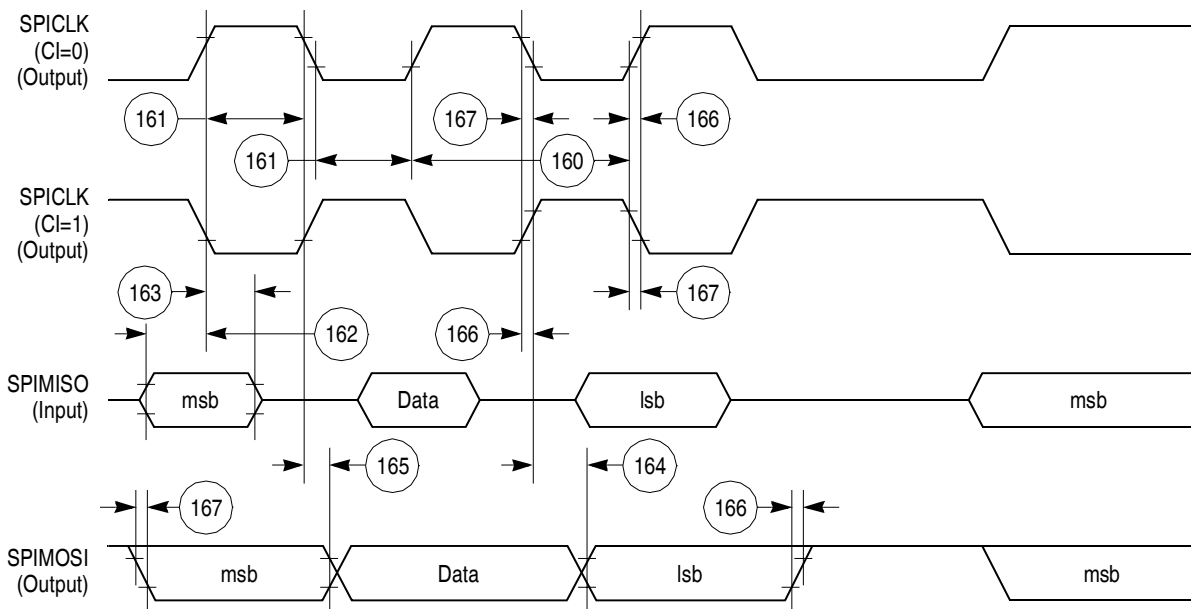 SPICLK
(CI=0)
(Output)
161
167
166
161
160
SPICLK
(CI=1)
(Output)
163
167
162
166
SPIMISO
(Input)
msb
Data
lsb
msb
165
164
167
166
SPIMOSI
(Output)
msb
Data
lsb
msb